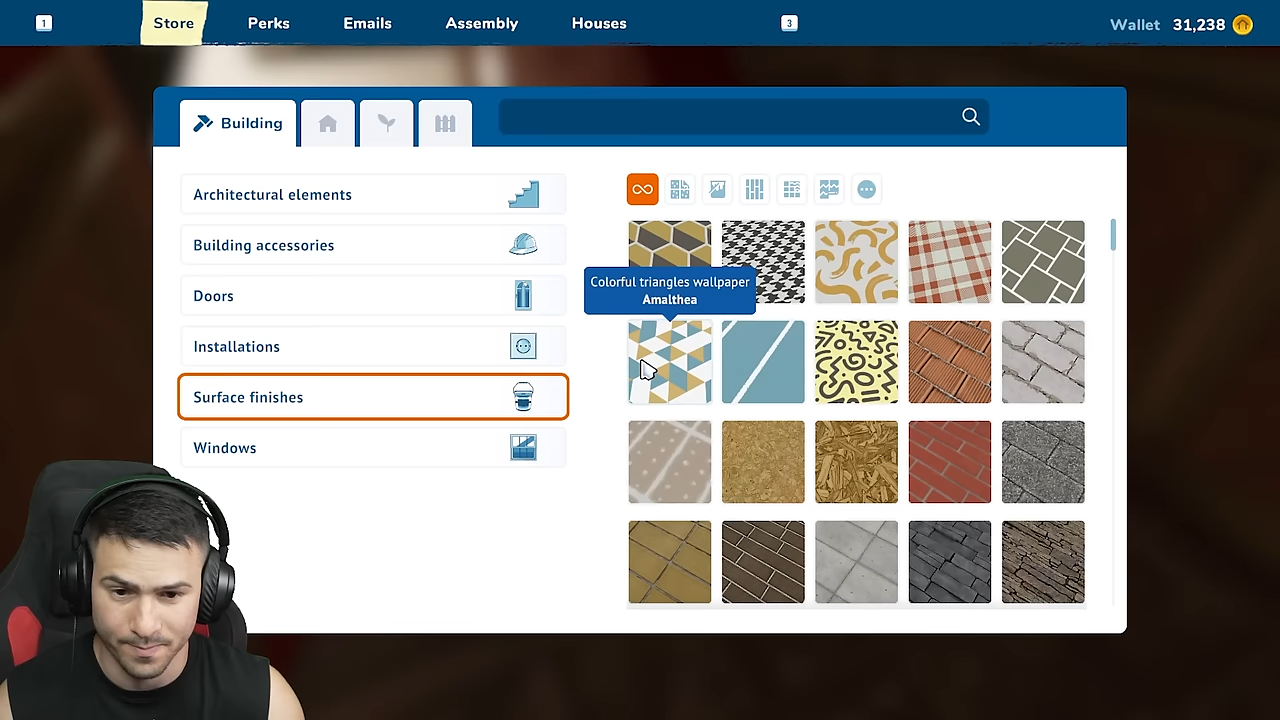 1
Store
Perks
Emails
Assembly
Houses
3
Wallet 31,238
Building
Architectural elements
Building accessories
Doors
Installations
Surface finishes
Windows
Colorful triangles wallpaper
Amalthea